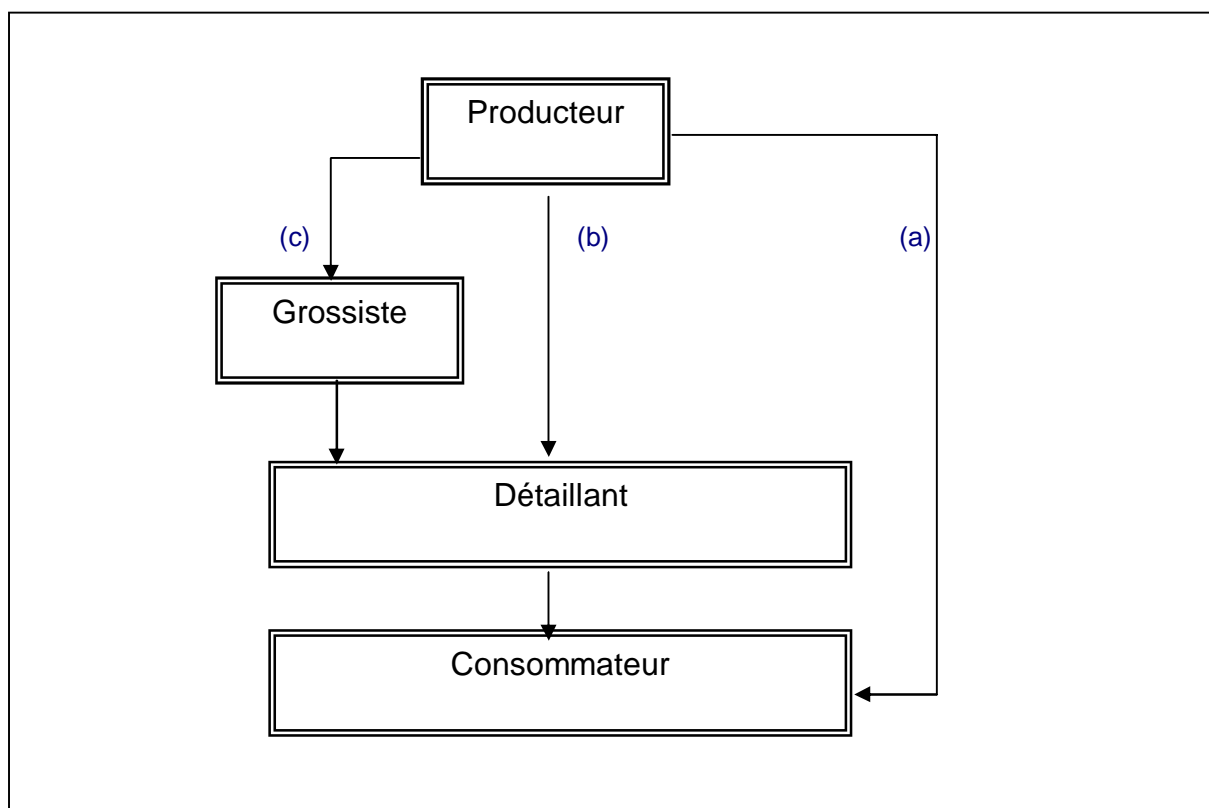 Producteur
(c)
(b)
(a)
Grossiste
Détaillant
Consommateur